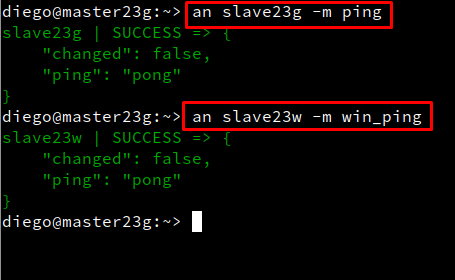 diego@master23g:~> an slave23g -m ping
slave23g | SUCCESS => {
    "changed": false,
    "ping": "pong"
}
diego@master23g:~> an slave23w -m win_ping
slave23w | SUCCESS => {
    "changed": false,
    "ping": "pong"
}
diego@master23g:~>